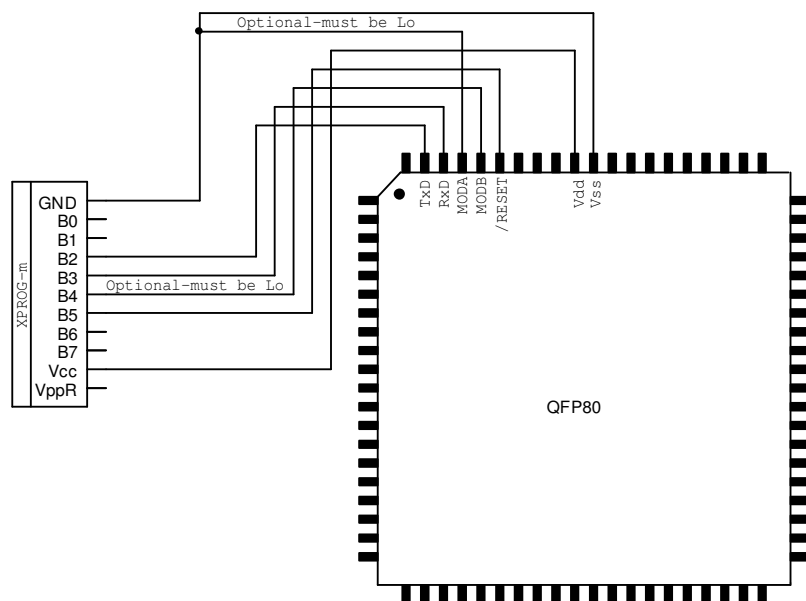 Optional-must be Lo
TxD
RxD
MODA
MODB
/RESET
Vdd
Vss
XPROG-m
GND
B0
B1
B2
B3
B4
Optional-must be Lo
B5
B6
B7
Vcc
VppR
QFP80